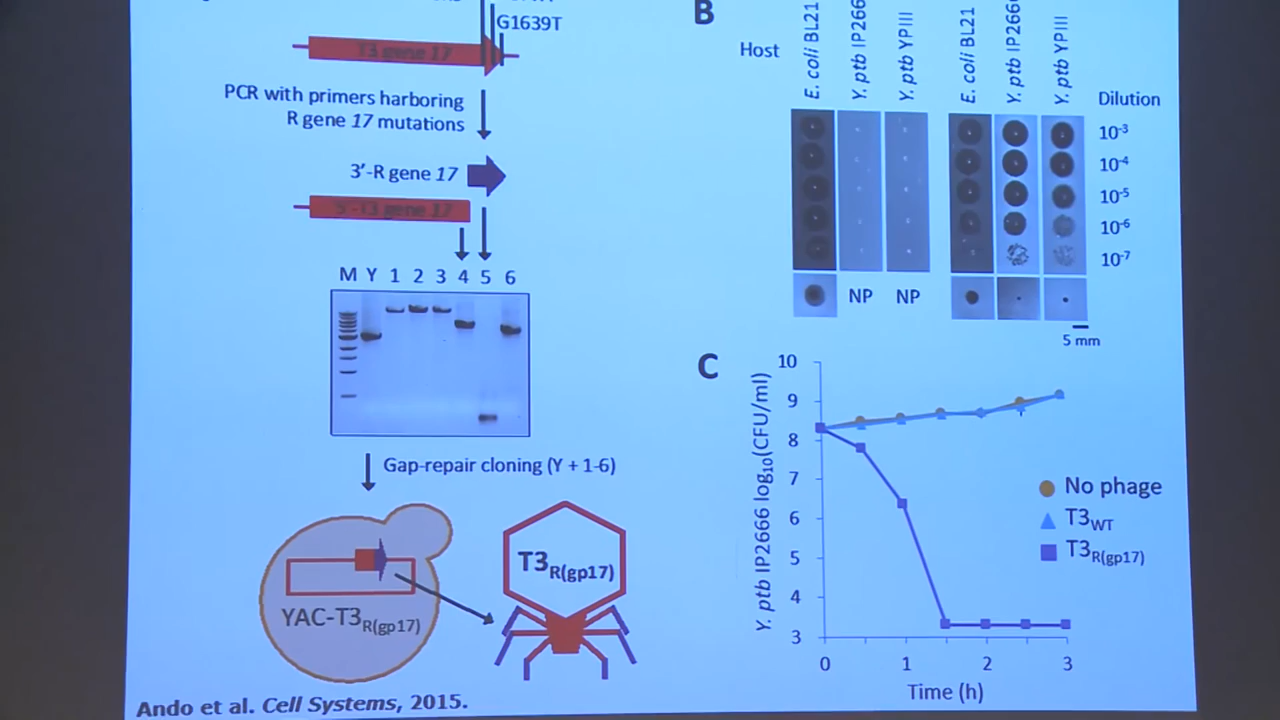 G1639T
T3 gene 17
PCR with primers harboring
R gene 17 mutations
3'-R gene 17
5'-T3 gene 17
M Y 1 2 3 4 5 6
Gap-repair cloning (Y + 1-6)
YAC-T3R(gp17)
T3R(gp17)
Ando et al. Cell Systems, 2015.
B
Host
E. coli BL21
Y. ptb IP2666
Y. ptb YPIII
E. coli BL21
Y. ptb IP2666
Y. ptb YPIII
Dilution
10-3
10-4
10-5
10-6
10-7
NP
NP
5 mm
C
Y. ptb IP2666 log10(CFU/ml)
10
9
8
7
6
5
4
3
0 1 2 3
Time (h)
No phage
T3WT
T3R(gp17)